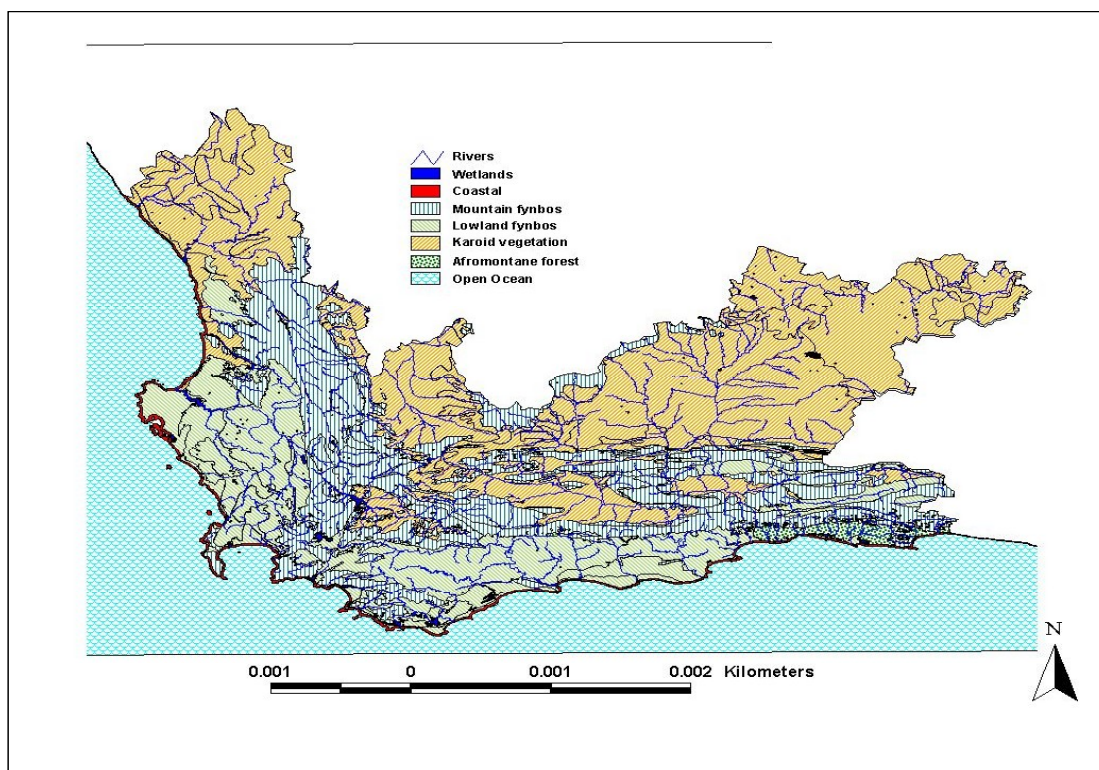 Rivers
Wetlands
Coastal
Mountain fynbos
Lowland fynbos
Karoid vegetation
Afromontane forest
Open Ocean
N
0.001 0 0.001 0.002 Kilometers